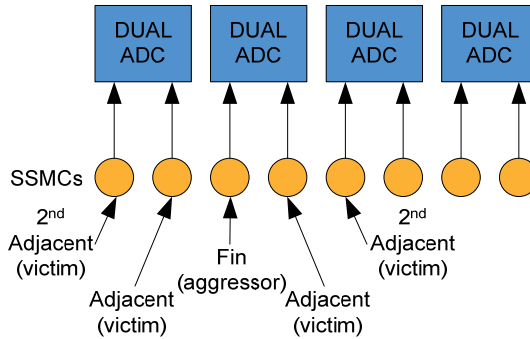 DUAL
ADC
DUAL
ADC
DUAL
ADC
DUAL
ADC
SSMCs
2nd
Adjacent
(victim)
Adjacent
(victim)
Fin
(aggressor)
Adjacent
(victim)
2nd
Adjacent
(victim)